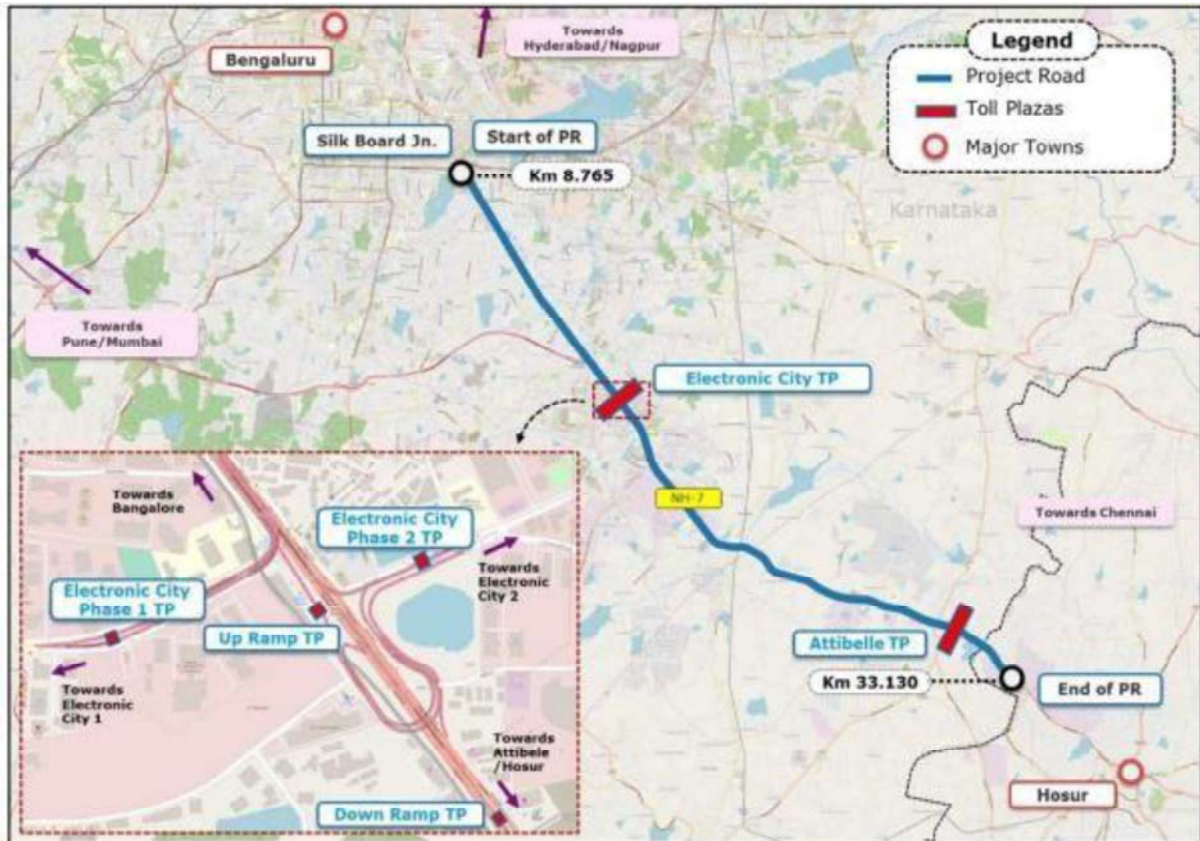 Towards
Hyderabad/Nagpur
Bengaluru
Legend
Project Road
Toll Plazas
Major Towns
Silk Board Jn.
Start of PR
Km 8.765
Karnataka
Towards
Pune/Mumbai
Electronic City TP
NH-7
Towards Chennai
Attibelle TP
Km 33.130
End of PR
Hosur
Towards
Bangalore
Electronic City
Phase 2 TP
Towards
Electronic
City 2
Electronic City
Phase 1 TP
Up Ramp TP
Towards
Electronic
City 1
Towards
Attibele
/Hosur
Down Ramp TP